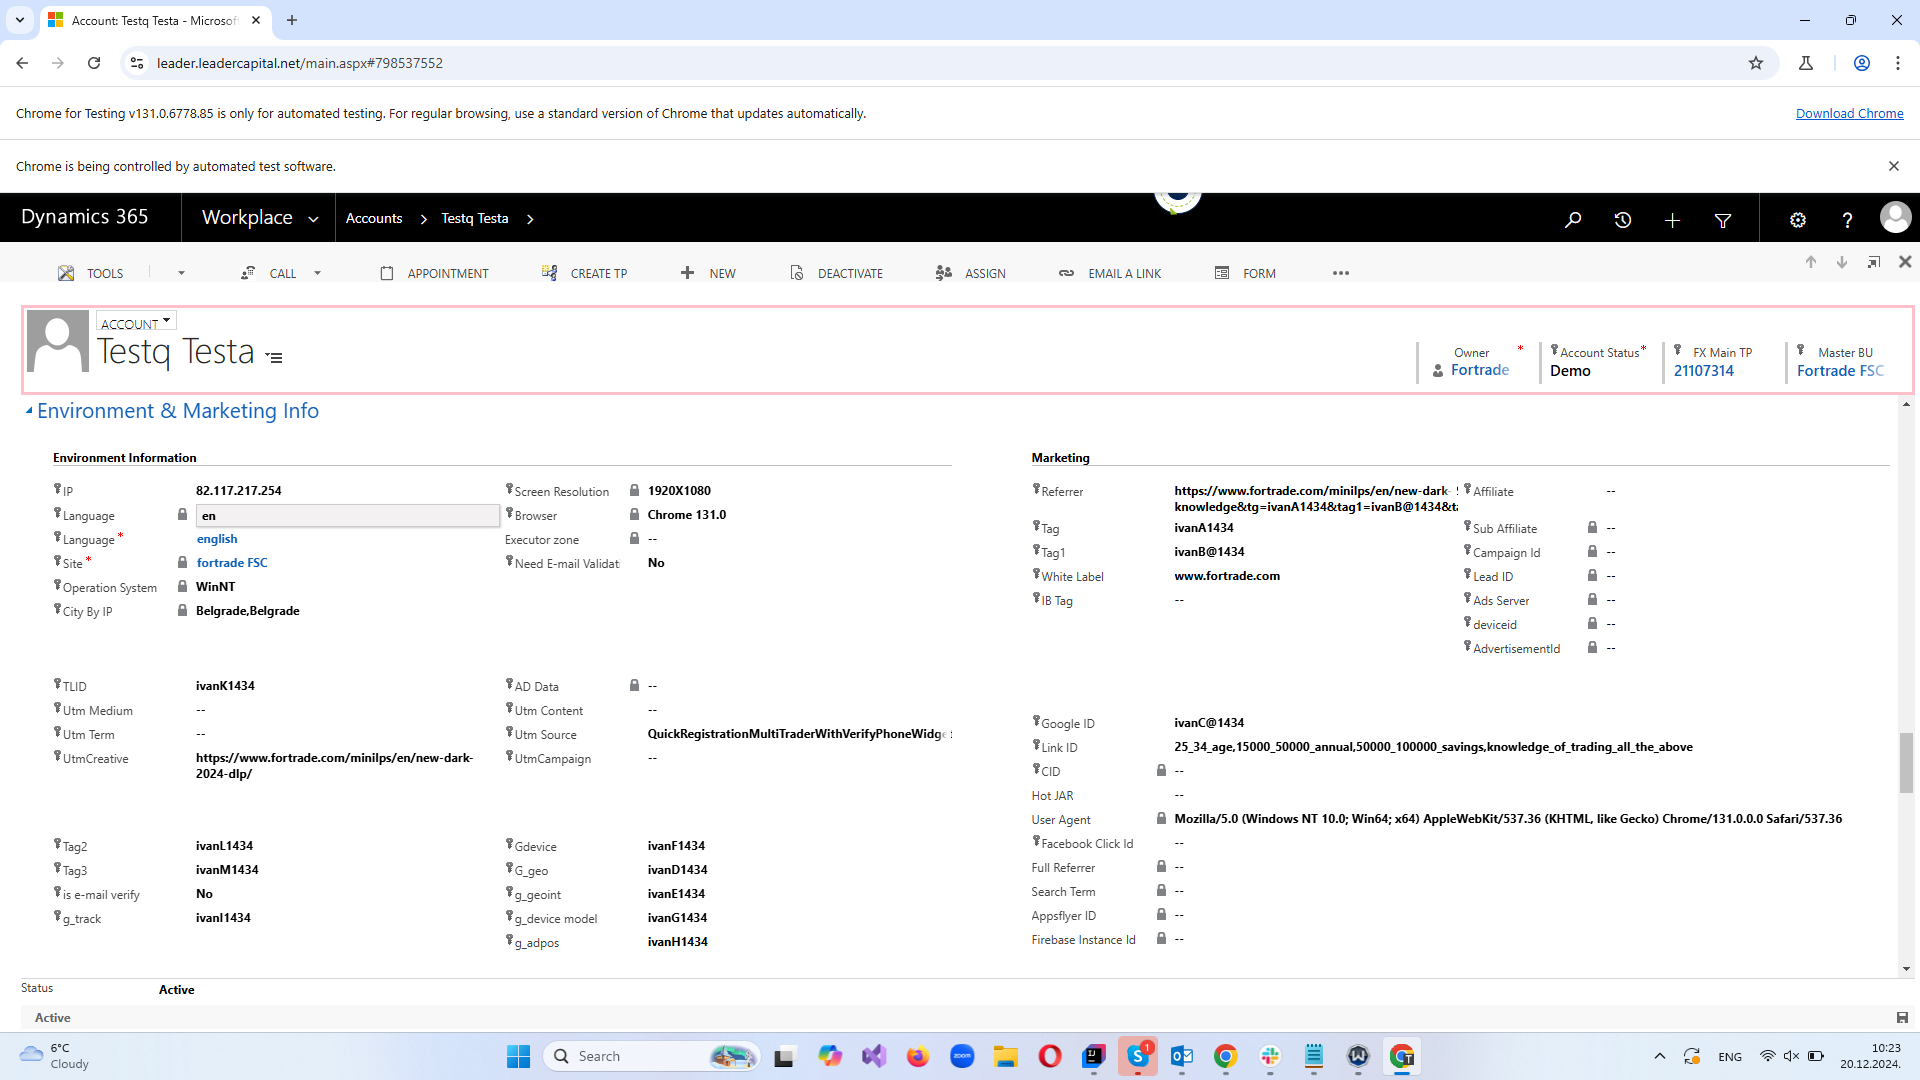 Account: Testq Testa - Microsof
leader.leadercapital.net/main.aspx#798537552
Chrome for Testing v131.0.6778.85 is only for automated testing. For regular browsing, use a standard version of Chrome that updates automatically.
Download Chrome
Chrome is being controlled by automated test software.
Dynamics 365
Workplace
Accounts
Testq Testa
TOOLS
CALL
APPOINTMENT
CREATE TP
NEW
DEACTIVATE
ASSIGN
EMAIL A LINK
FORM
ACCOUNT
Testq Testa
Owner *
Fortrade
Account Status*
Demo
FX Main TP
21107314
Master BU
Fortrade FSC
Environment & Marketing Info
Environment Information
IP 82.117.217.254
Language en
Language* english
Site* fortrade FSC
Operation System WinNT
City By IP Belgrade,Belgrade
Screen Resolution 1920X1080
Browser Chrome 131.0
Executor zone --
Need E-mail Validat No
TLID ivanK1434
Utm Medium --
Utm Term --
UtmCreative https://www.fortrade.com/minilps/en/new-dark-
2024-dlp/
AD Data --
Utm Content --
Utm Source QuickRegistrationMultiTraderWithVerifyPhoneWidge
UtmCampaign --
Tag2 ivanL1434
Tag3 ivanM1434
is e-mail verify No
g_track ivanI1434
Gdevice ivanF1434
G_geo ivanD1434
g_geoint ivanE1434
g_device model ivanG1434
g_adpos ivanH1434
Marketing
Referrer https://www.fortrade.com/minilps/en/new-dark-
knowledge&tg=ivanA1434&tag1=ivanB@1434&ta
Tag ivanA1434
Tag1 ivanB@1434
White Label www.fortrade.com
IB Tag --
Affiliate --
Sub Affiliate --
Campaign Id --
Lead ID --
Ads Server --
deviceid --
AdvertisementId --
Google ID ivanC@1434
Link ID 25_34_age,15000_50000_annual,50000_100000_savings,knowledge_of_trading_all_the_above
CID --
Hot JAR --
User Agent Mozilla/5.0 (Windows NT 10.0; Win64; x64) AppleWebKit/537.36 (KHTML, like Gecko) Chrome/131.0.0.0 Safari/537.36
Facebook Click Id --
Full Referrer --
Search Term --
Appsflyer ID --
Firebase Instance Id --
Status Active
Active
6°C
Cloudy
Search
zoom
1
ENG
10:23
20.12.2024.